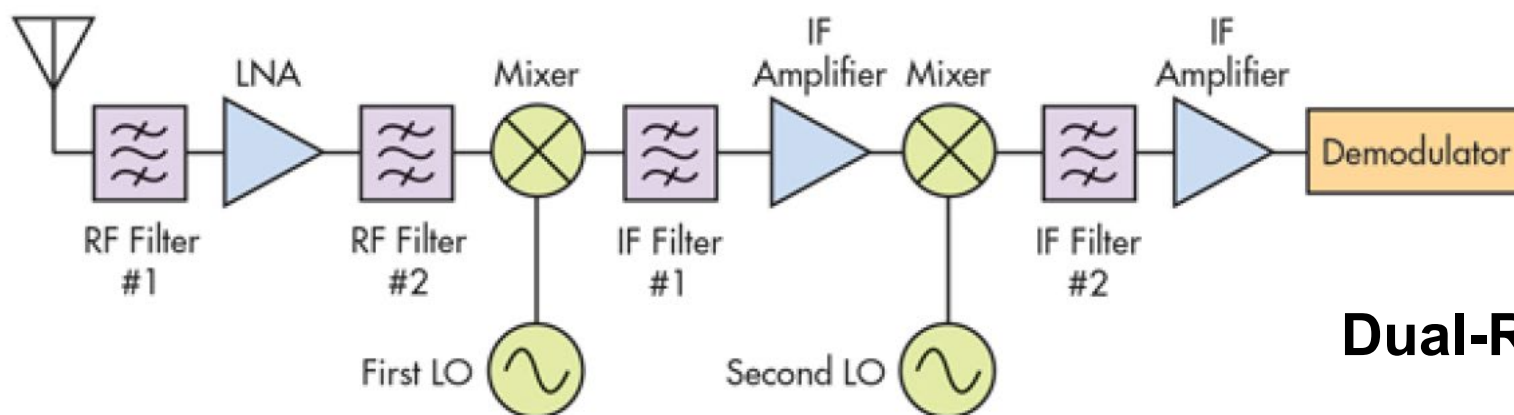 LNA
Mixer
IF
Amplifier
Mixer
IF
Amplifier
Demodulator
RF Filter
#1
RF Filter
#2
IF Filter
#1
IF Filter
#2
First LO
Second LO
Dual-R